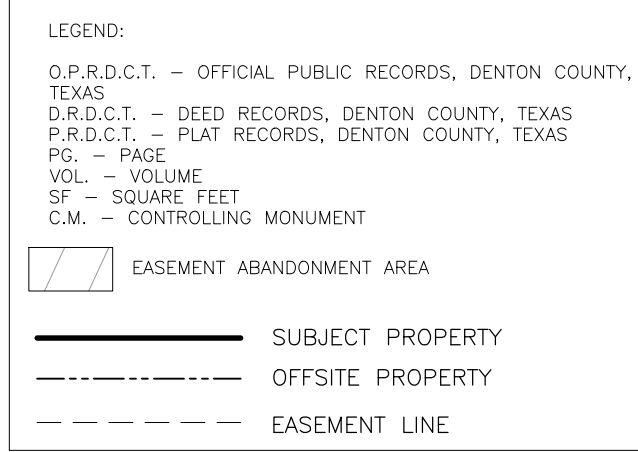 LEGEND:
O.P.R.D.C.T. – OFFICIAL PUBLIC RECORDS, DENTON COUNTY,
TEXAS
D.R.D.C.T. – DEED RECORDS, DENTON COUNTY, TEXAS
P.R.D.C.T. – PLAT RECORDS, DENTON COUNTY, TEXAS
PG. – PAGE
VOL. – VOLUME
SF – SQUARE FEET
C.M. – CONTROLLING MONUMENT
EASEMENT ABANDONMENT AREA
SUBJECT PROPERTY
OFFSITE PROPERTY
EASEMENT LINE